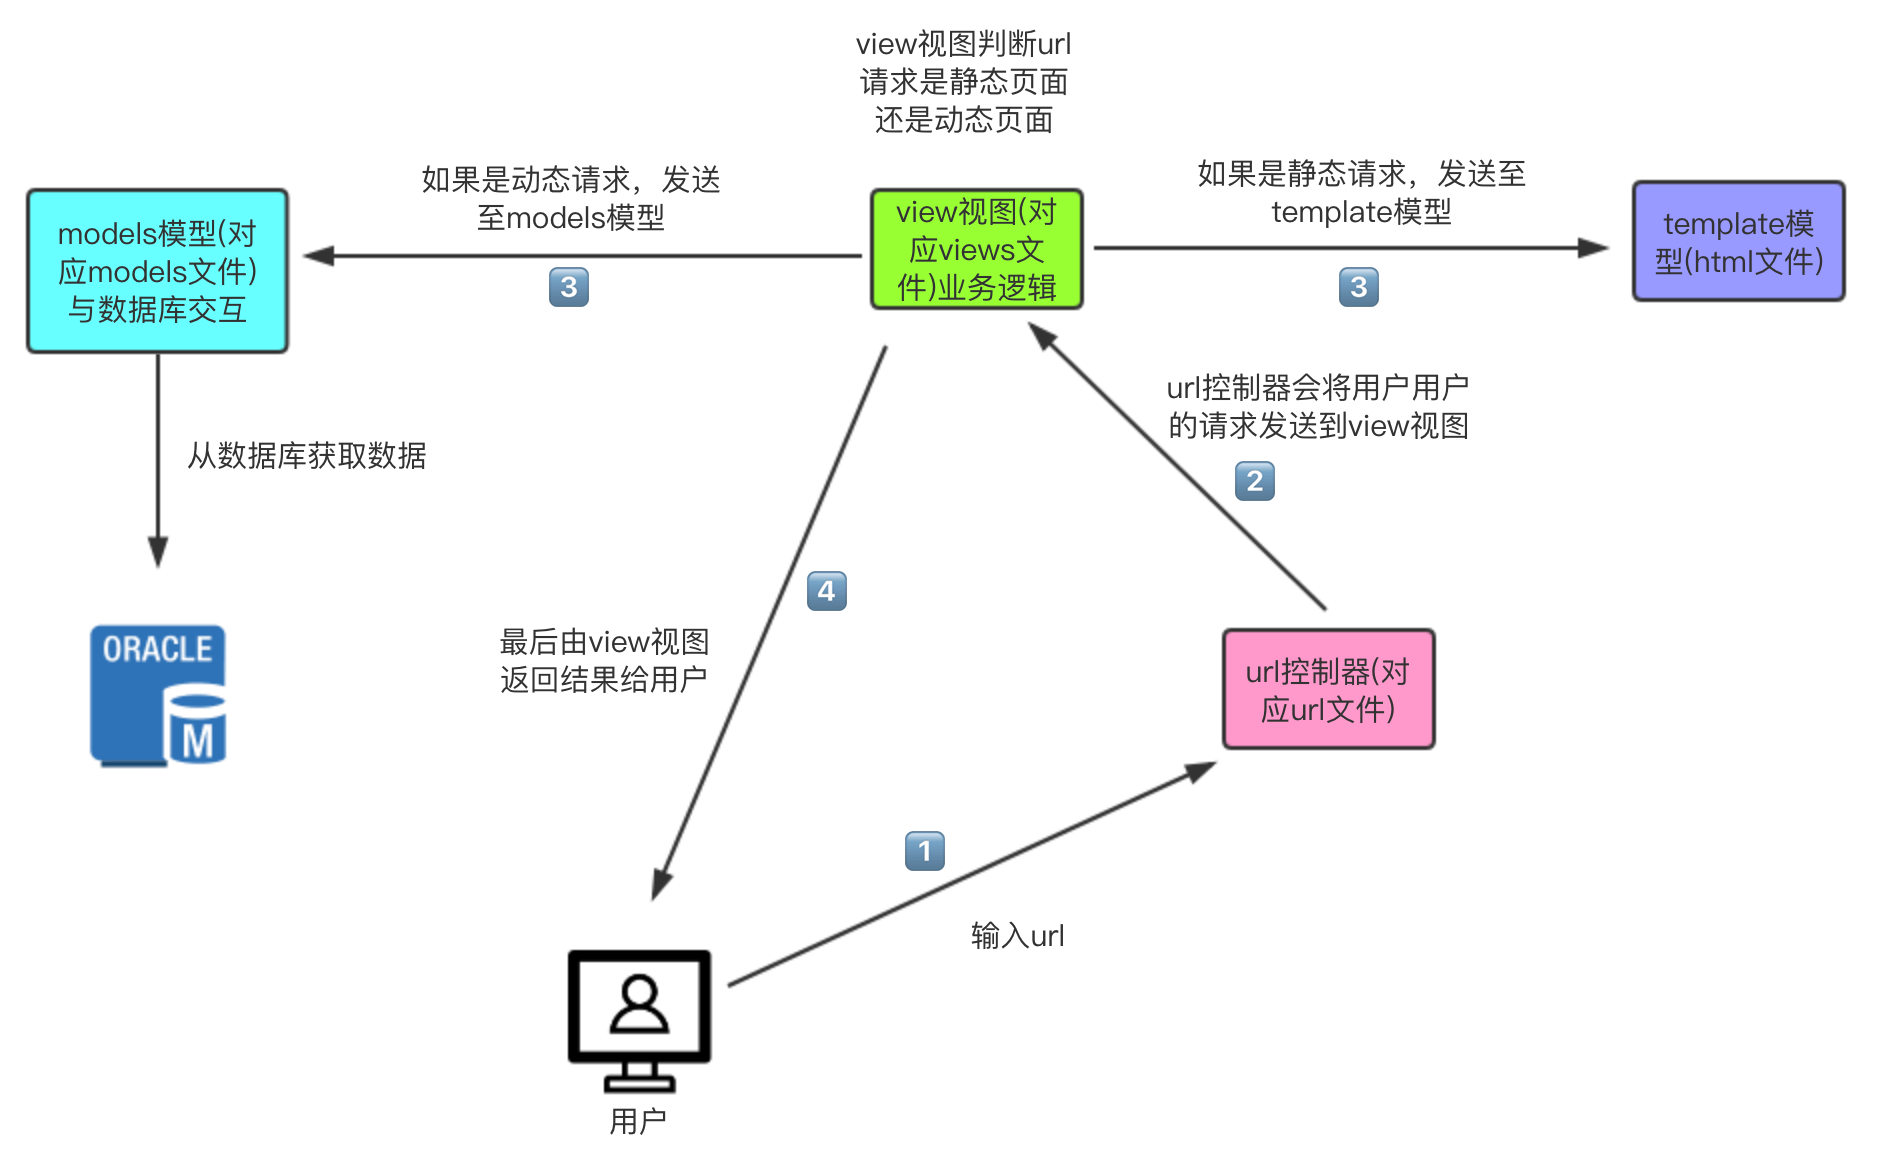 view视图判断url
请求是静态页面
还是动态页面
如果是动态请求，发送
至models模型
如果是静态请求，发送至
template模型
models模型(对
应models文件)
与数据库交互
view视图(对
应views文
件)业务逻辑
template模
型(html文件)
3
3
url控制器会将用户用户
的请求发送到view视图
2
从数据库获取数据
4
最后由view视图
返回结果给用户
ORACLE
M
url控制器(对
应url文件)
1
输入url
用户